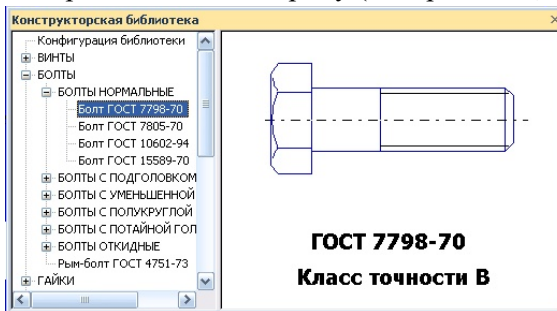 Конструкторская библиотека
Конфигурация библиотеки
ВИНТЫ
БОЛТЫ
БОЛТЫ НОРМАЛЬНЫЕ
Болт ГОСТ 7798-70
Болт ГОСТ 7805-70
Болт ГОСТ 10602-94
Болт ГОСТ 15589-70
БОЛТЫ С ПОДГОЛОВКОМ
БОЛТЫ С УМЕНЬШЕННОЙ
БОЛТЫ С ПОЛУКРУГЛОЙ
БОЛТЫ С ПОТАЙНОЙ ГОЛ
БОЛТЫ ОТКИДНЫЕ
Рым-болт ГОСТ 4751-73
ГАЙКИ
ГОСТ 7798-70
Класс точности В